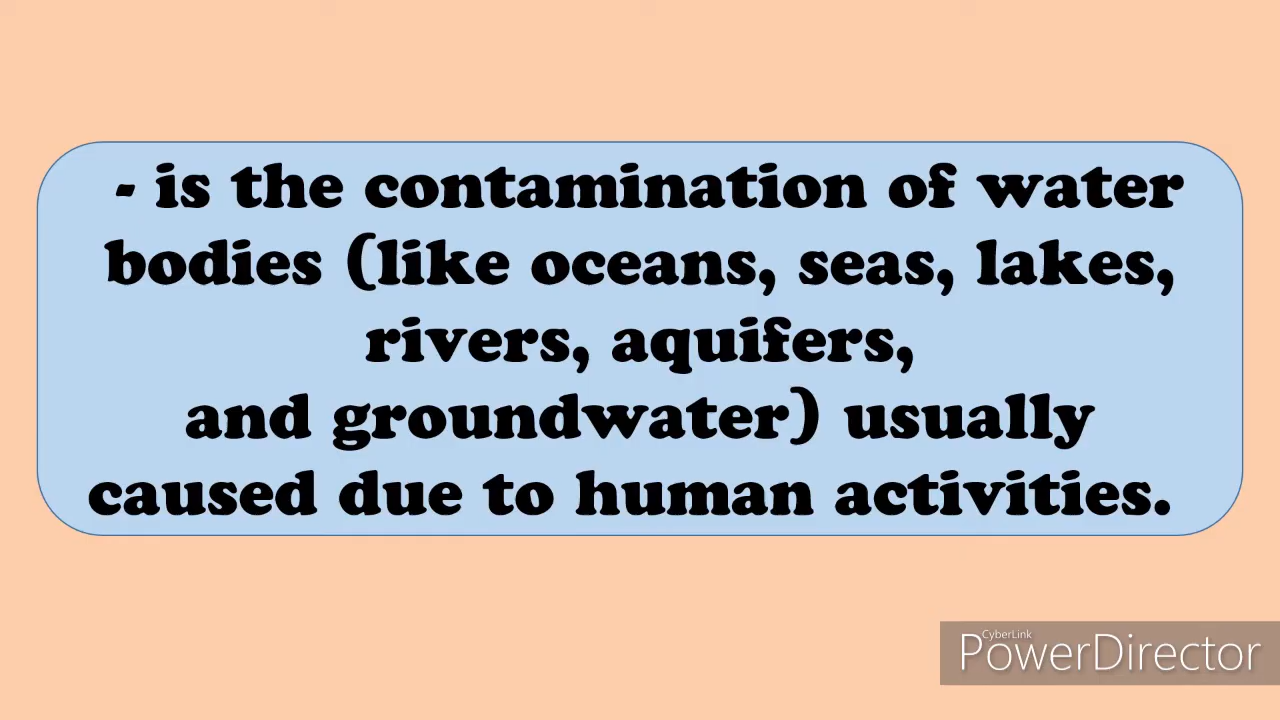 - is the contamination of water
bodies (like oceans, seas, lakes,
rivers, aquifers,
and groundwater) usually
caused due to human activities.
CyberLink
PowerDirector